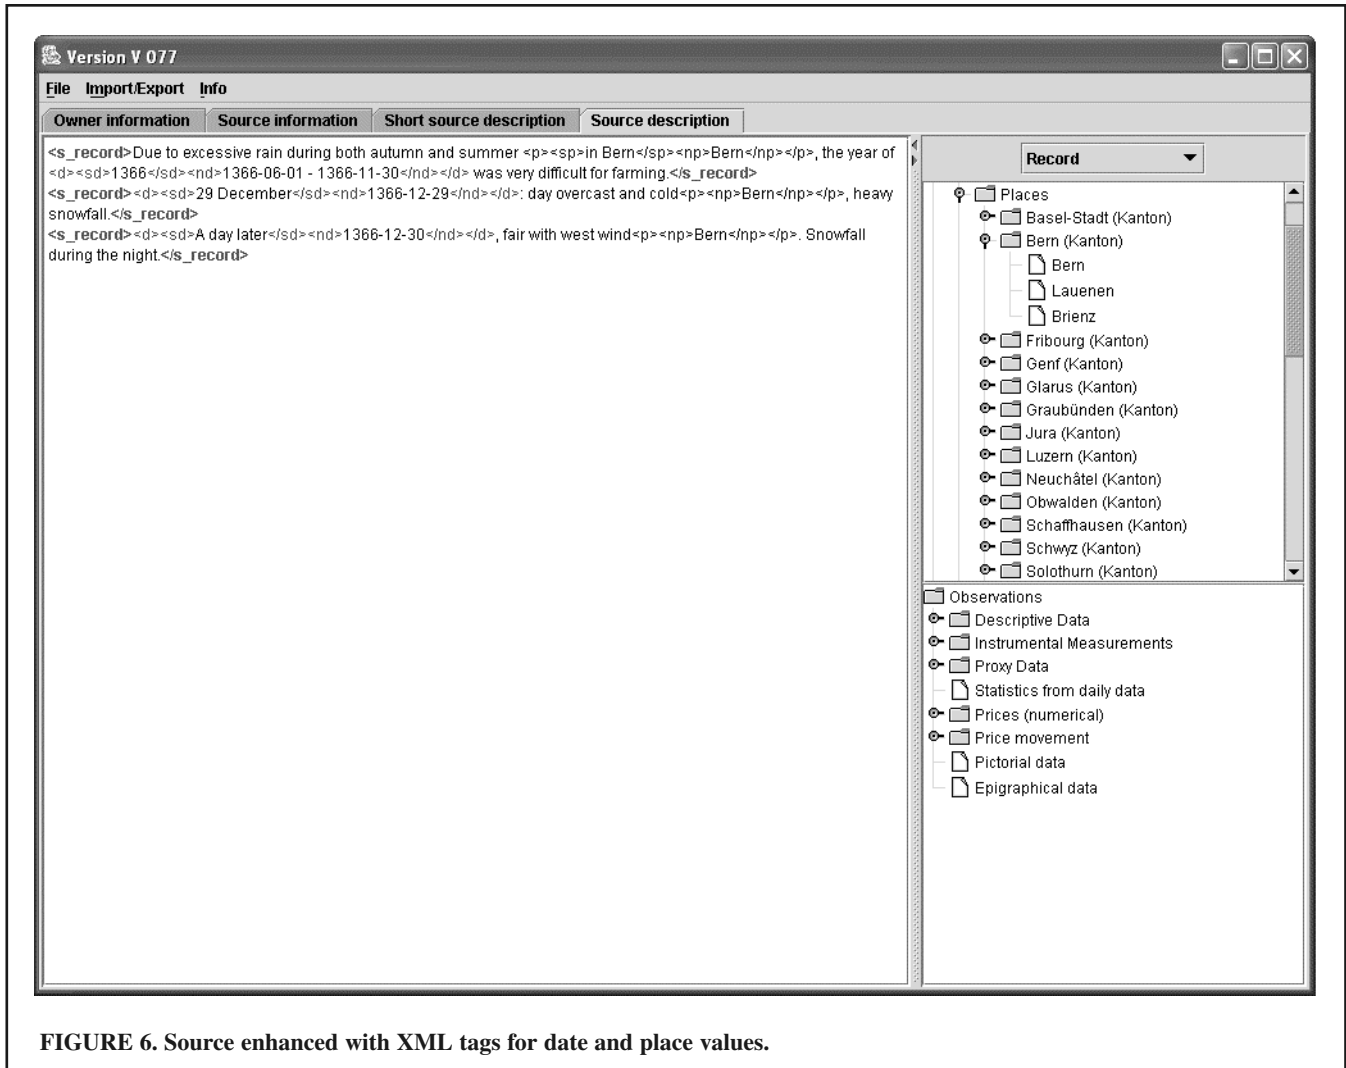 Version V 077
File Import/Export Info
Owner information Source information Short source description Source description
<s_record>Due to excessive rain during both autumn and summer <p><sp>in Bern</sp><np>Bern</np></p>, the year of
<d><sd>1366</sd><nd>1366-06-01 - 1366-11-30</nd></d> was very difficult for farming.</s_record>
<s_record><d><sd>29 December</sd><nd>1366-12-29</nd></d>: day overcast and cold<p><np>Bern</np></p>, heavy
snowfall.</s_record>
<s_record><d><sd>A day later</sd><nd>1366-12-30</nd></d>, fair with west wind<p><np>Bern</np></p>. Snowfall
during the night.</s_record>
Record
Places
Basel-Stadt (Kanton)
Bern (Kanton)
Bern
Lauenen
Brienz
Fribourg (Kanton)
Genf (Kanton)
Glarus (Kanton)
Graubünden (Kanton)
Jura (Kanton)
Luzern (Kanton)
Neuchâtel (Kanton)
Obwalden (Kanton)
Schaffhausen (Kanton)
Schwyz (Kanton)
Solothurn (Kanton)
Observations
Descriptive Data
Instrumental Measurements
Proxy Data
Statistics from daily data
Prices (numerical)
Price movement
Pictorial data
Epigraphical data
FIGURE 6. Source enhanced with XML tags for date and place values.